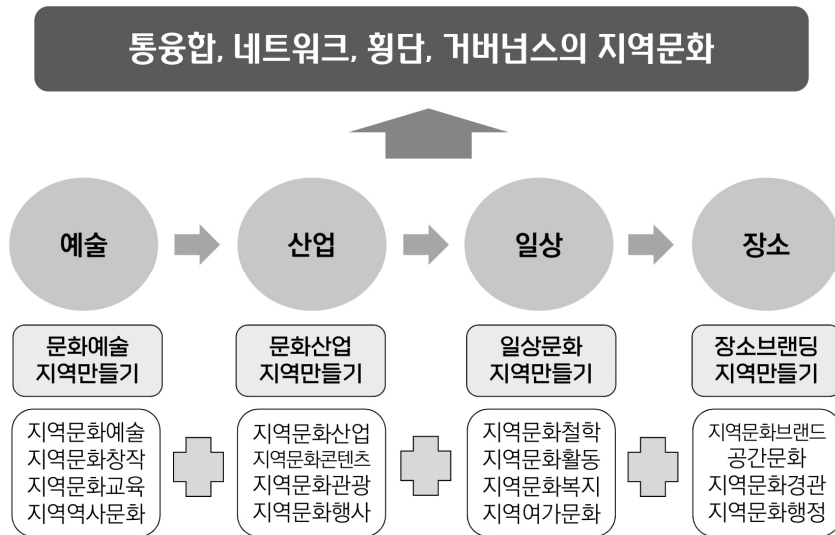 통융합, 네트워크, 횡단, 거버넌스의 지역문화
예술
산업
일상
장소
문화예술
지역만들기
문화산업
지역만들기
일상문화
지역만들기
장소브랜딩
지역만들기
지역문화예술
지역문화창작
지역문화교육
지역역사문화
지역문화산업
지역문화콘텐츠
지역문화관광
지역문화행사
지역문화철학
지역문화활동
지역문화복지
지역여가문화
지역문화브랜드
공간문화
지역문화경관
지역문화행정